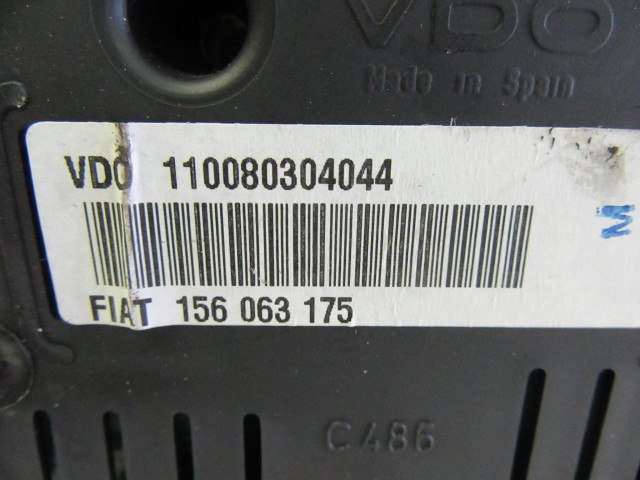 VDO
Made in Spain
VDO 110080304044
M
FIAT 156 063 175
C486